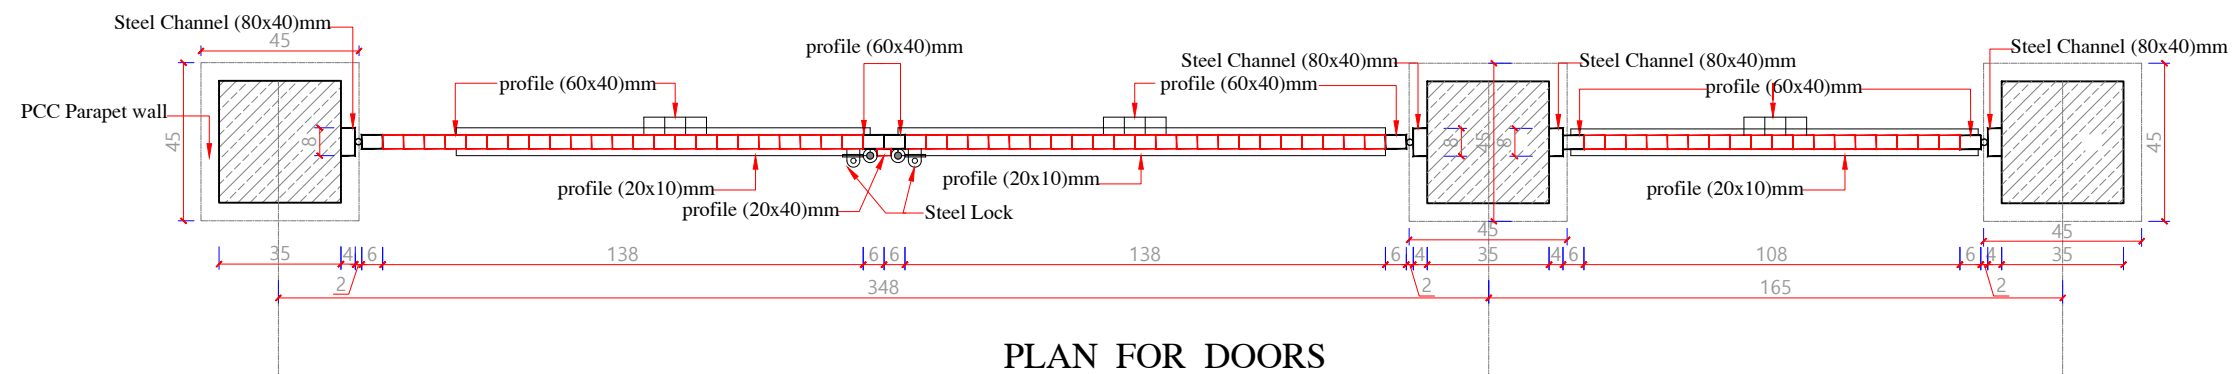 Steel Channel (80x40)mm
45
profile (60x40)mm
Steel Channel (80x40)mm
Steel Channel (80x40)mm
Steel Channel (80x40)mm
profile (60x40)mm
profile (60x40)mm
profile (60x40)mm
PCC Parapet wall
45
8
8
45
8
45
profile (20x10)mm
profile (20x10)mm
profile (20x10)mm
profile (20x40)mm
Steel Lock
45
45
35
4
6
138
6
6
138
6
4
35
4
6
108
6
4
35
2
2
2
348
165
PLAN FOR DOORS